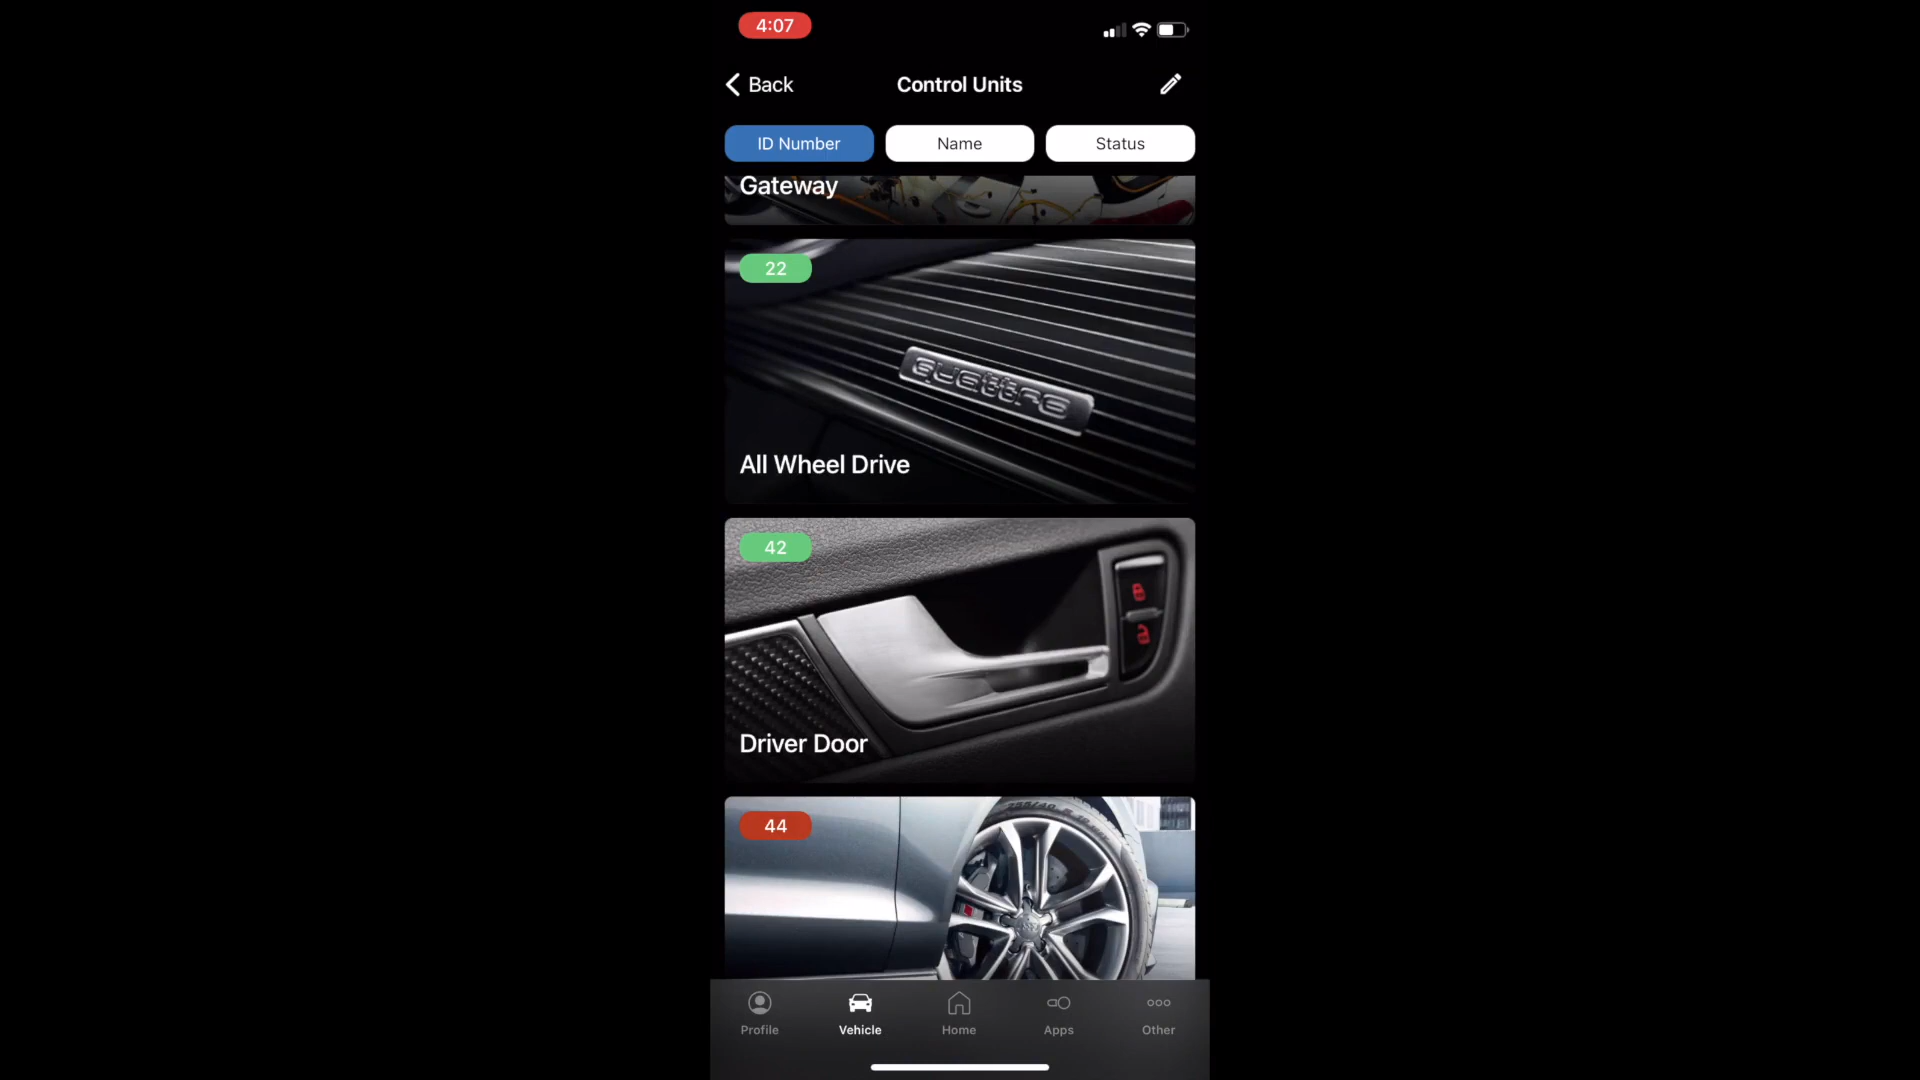 4:07
Back
Control Units
ID Number
Name
Status
Gateway
22
quattro
All Wheel Drive
42
Driver Door
44
Profile
Vehicle
Home
Apps
Other